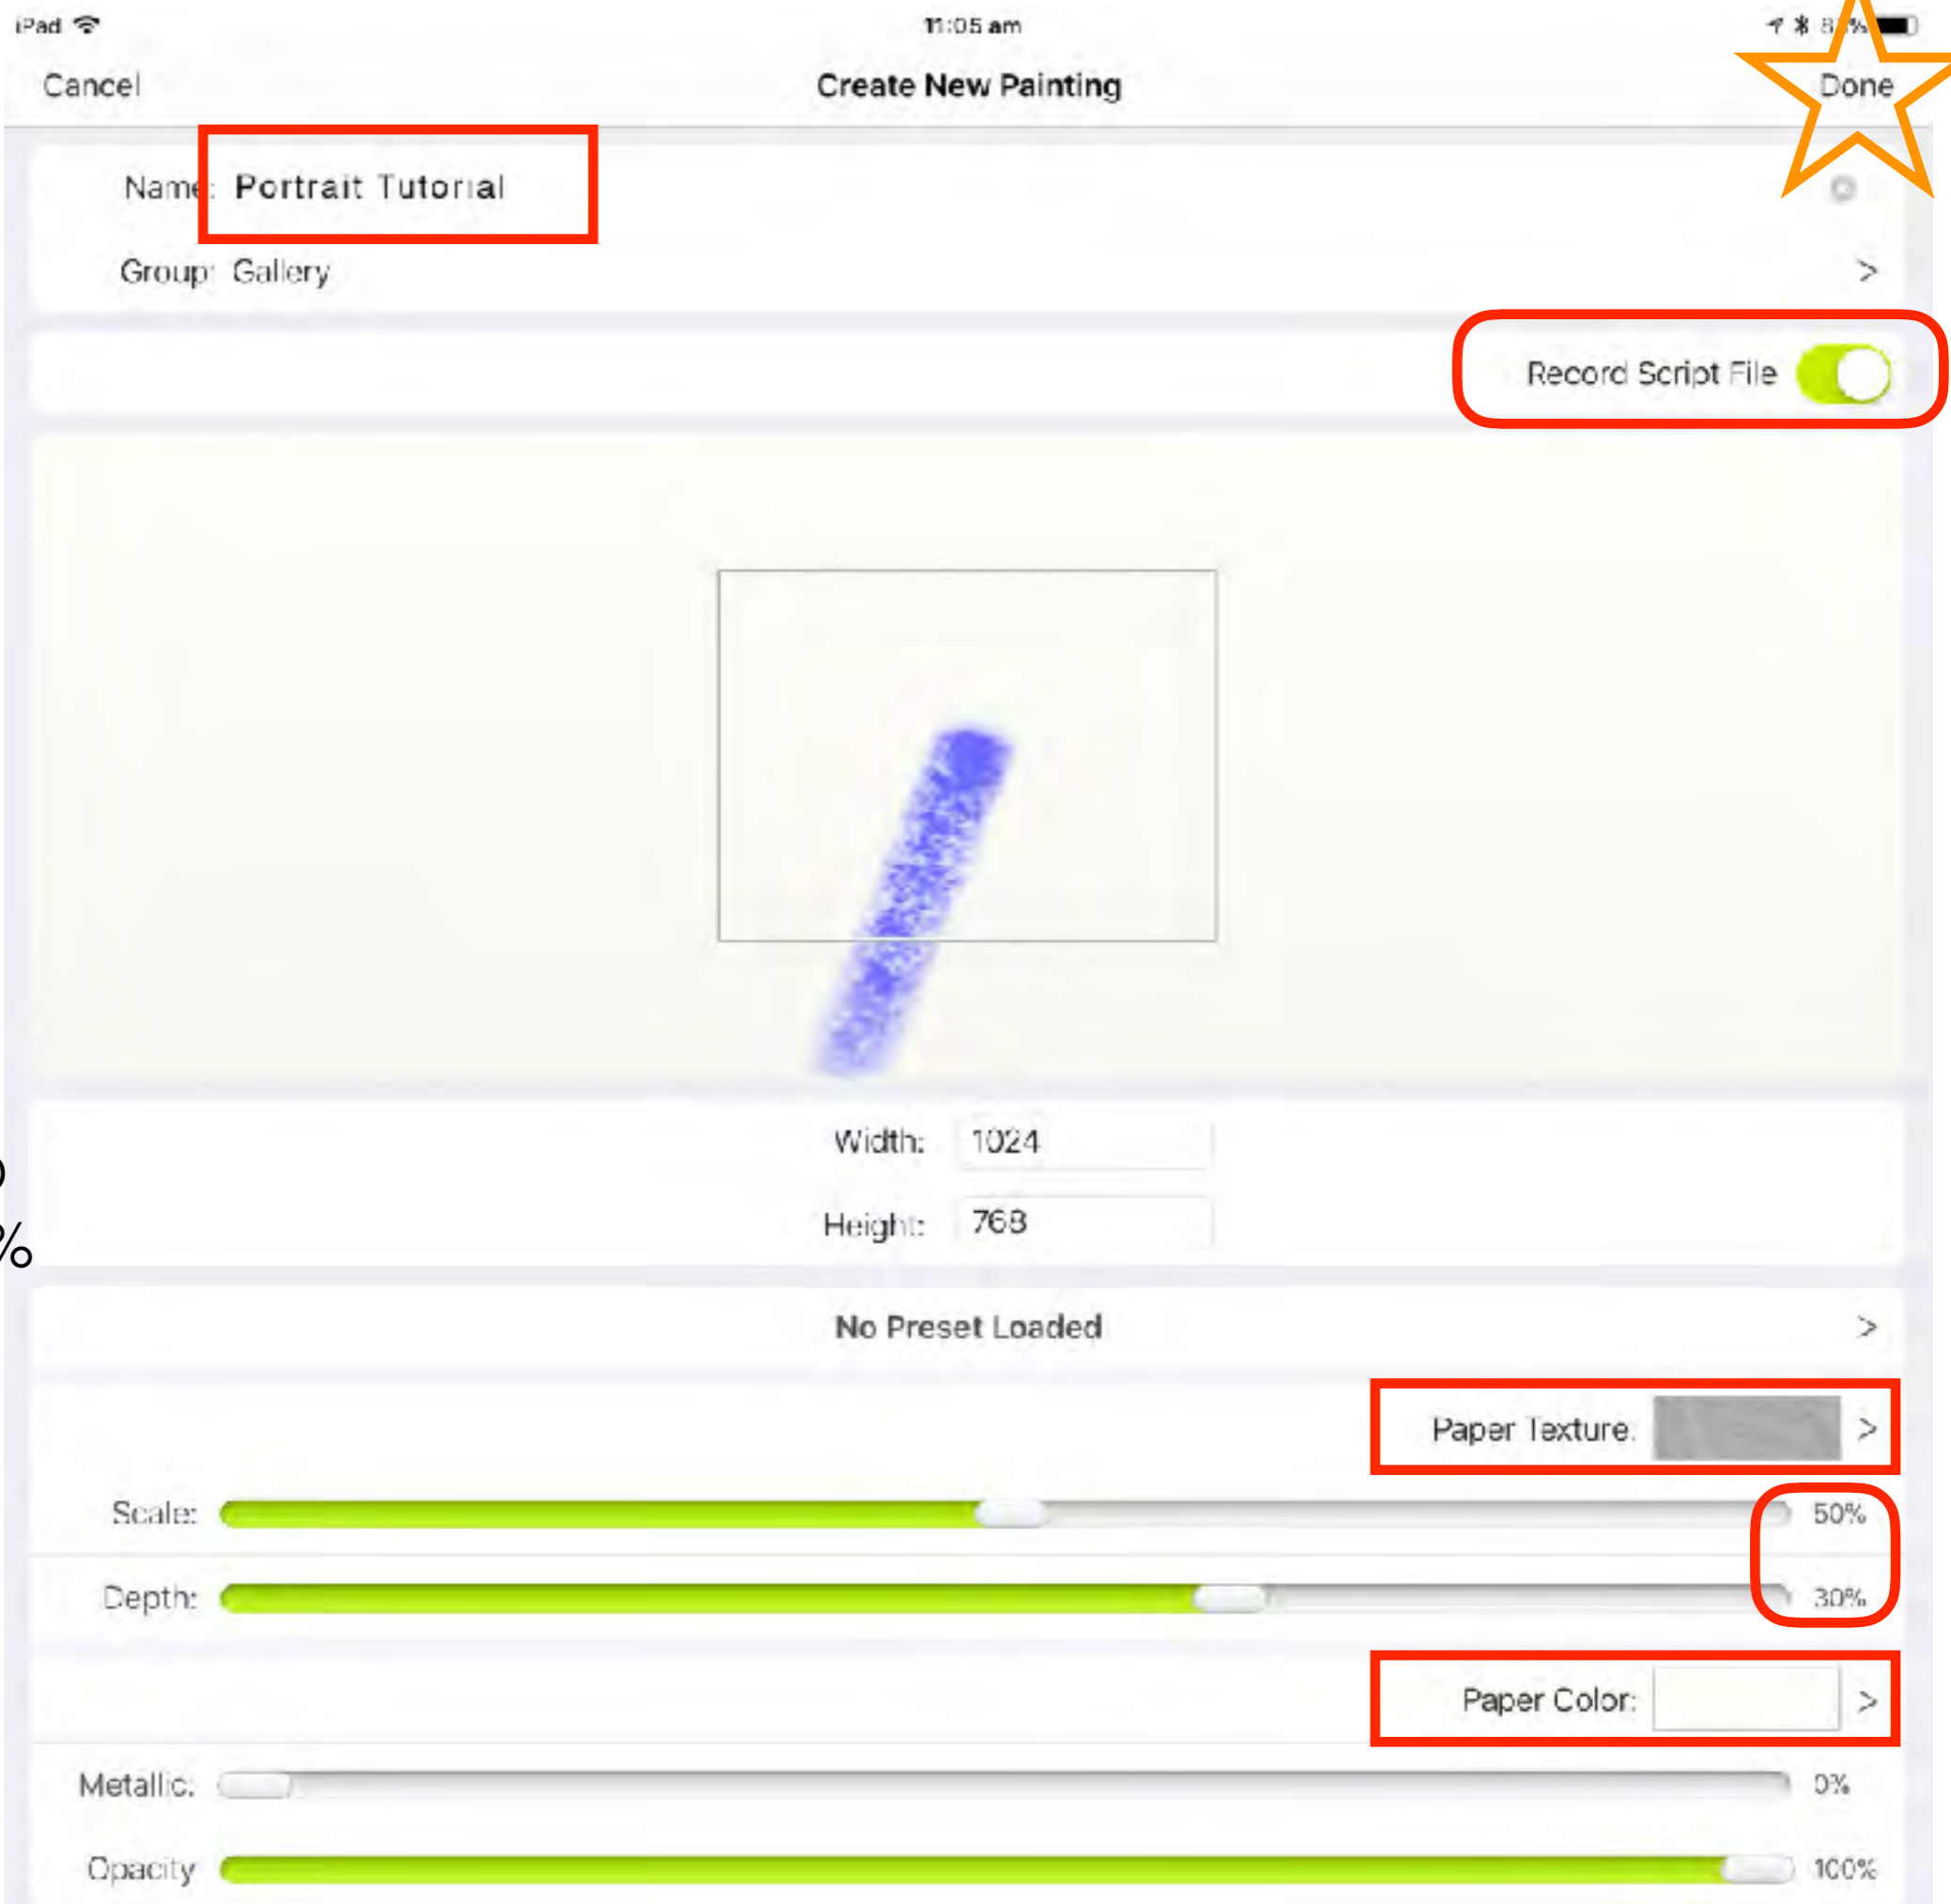 iPad 11:05 am
Cancel Create New Painting Done
Name: Portrait Tutorial
Group: Gallery >
Record Script File
Width: 1024
%
Height: 768
No Preset Loaded >
Paper Texture: >
Scale: 50%
Depth: 30%
Paper Color: >
Metallic: 0%
Opacity 100%